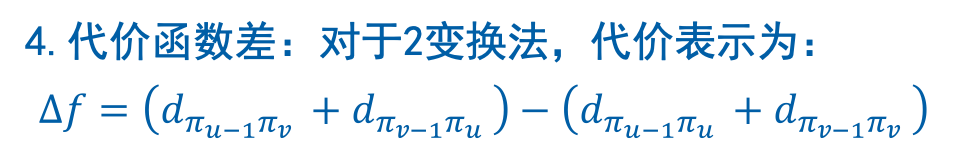 4.代价函数差：对于2变换法，代价表示为：
Δf = (d_{π_{u−1}π_v} + d_{π_{v−1}π_u}) − (d_{π_{u−1}π_u} + d_{π_{v−1}π_v})